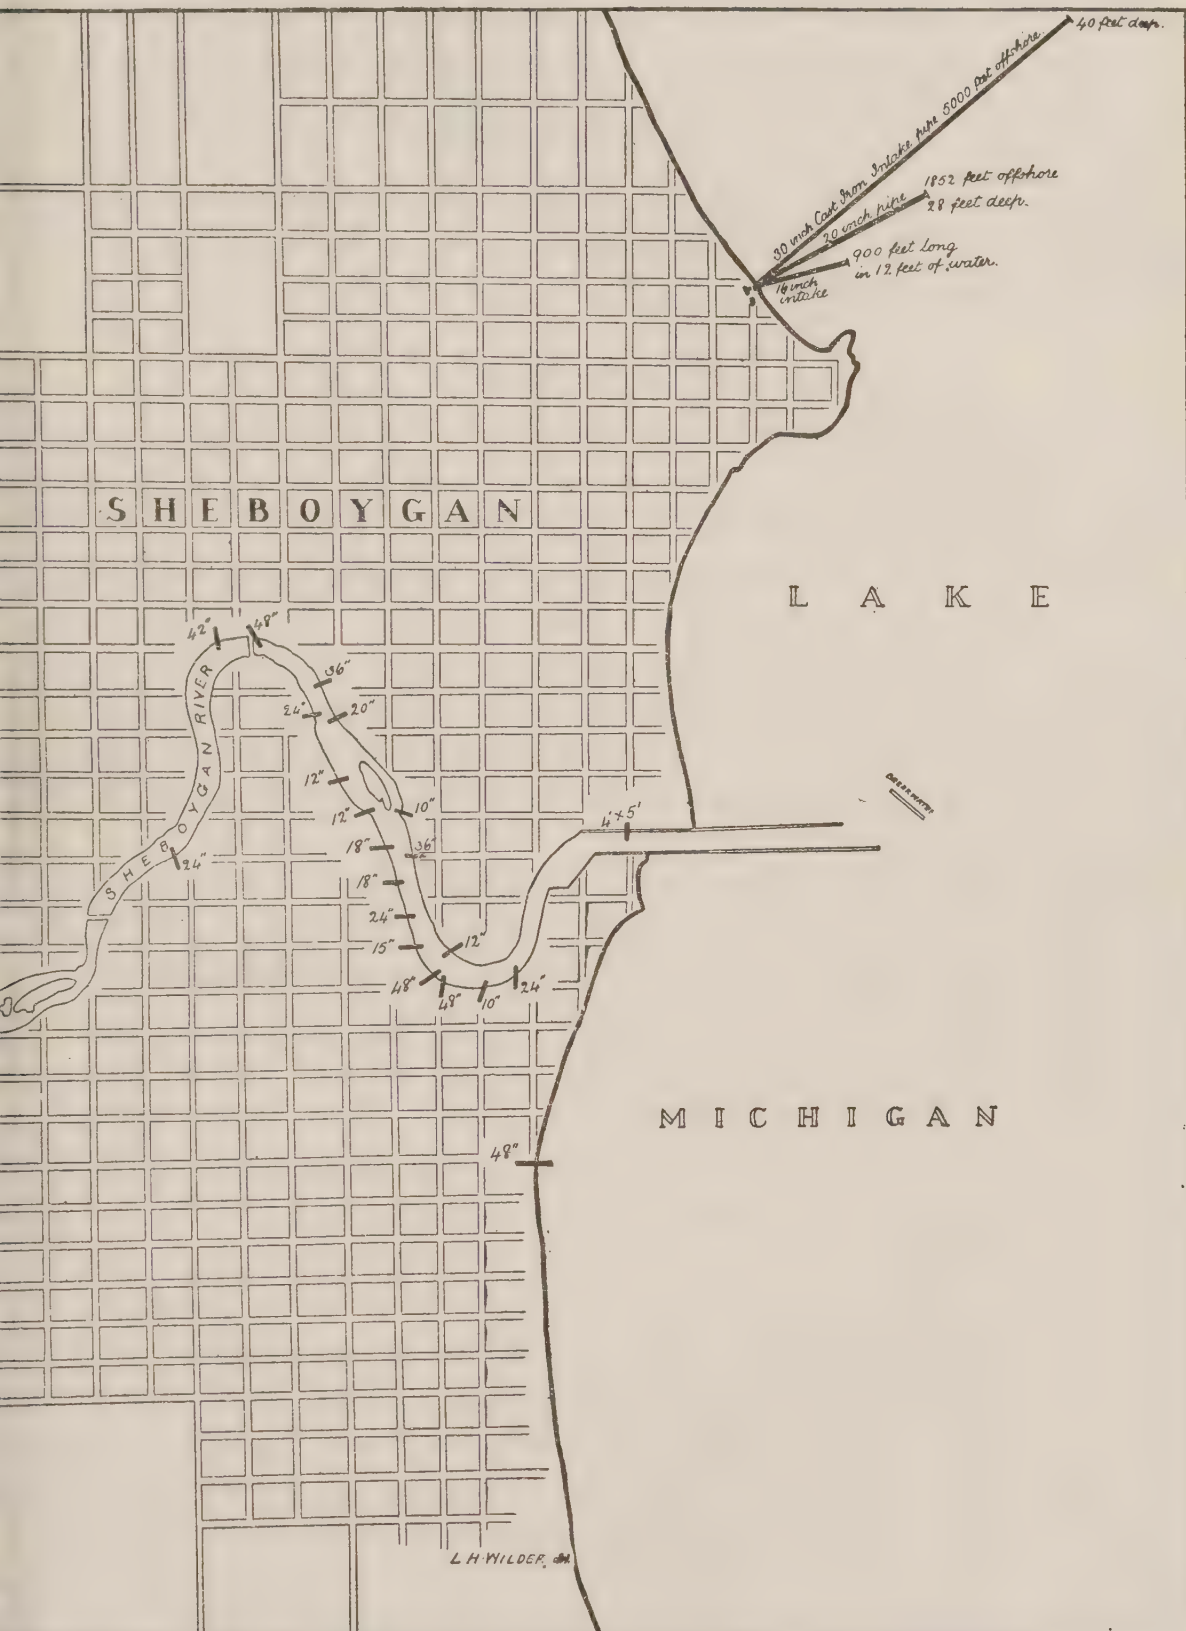 40 feet deep.
30 inch Cast Iron Intake pipe 5000 feet offshore.
1852 feet offshore
20 inch pipe
28 feet deep.
900 feet Long
in 12 feet of water.
16 inch
intake
SHEBOYGAN
LAKE
42"
48"
36"
SHEBOYGAN RIVER
24"
20"
12"
BREAKWATER
12"
10"
4' x 5'
18"
36"
24"
18"
24"
15"
12"
48"
48"
10"
24"
MICHIGAN
48"
L H WILDER